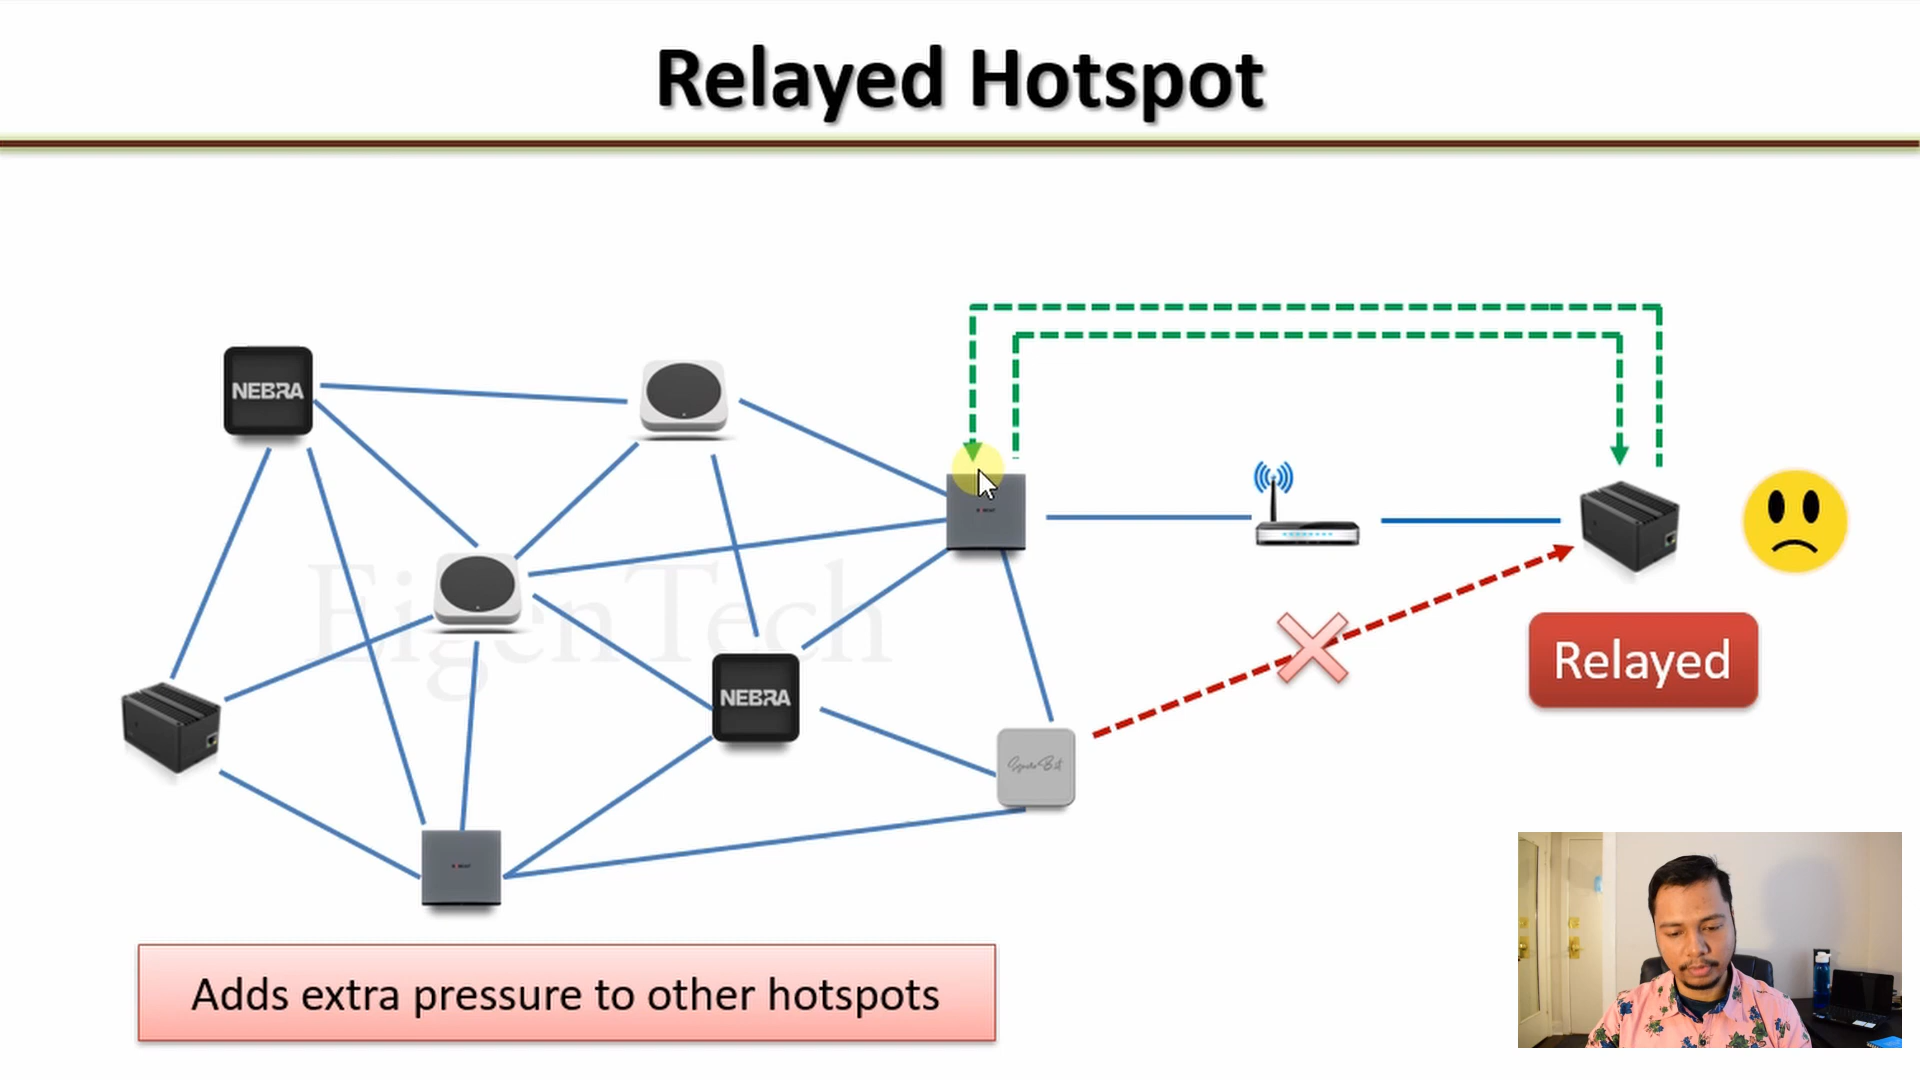 Relayed Hotspot
NEBRA
EigenTech
NEBRA
Relayed
Adds extra pressure to other hotspots